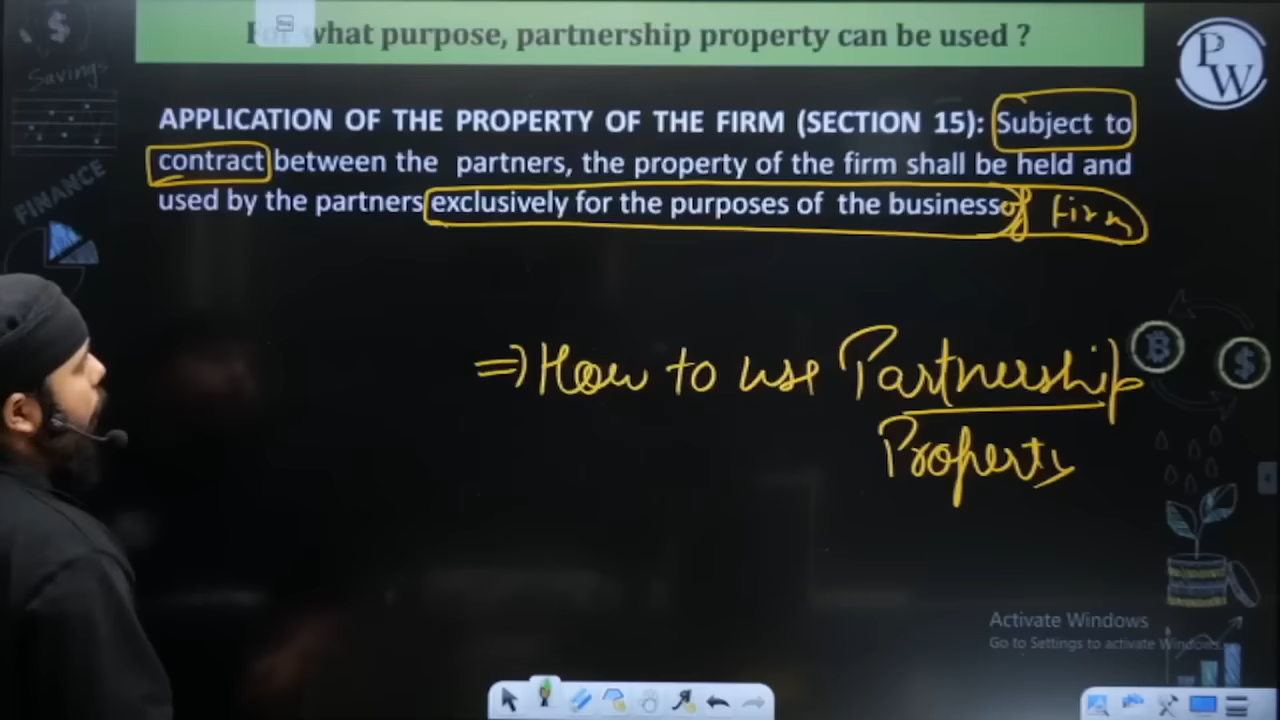 what purpose, partnership property can be used ?
PW
Savings
FINANCE
APPLICATION OF THE PROPERTY OF THE FIRM (SECTION 15): Subject to
contract between the partners, the property of the firm shall be held and
used by the partners exclusively for the purposes of the business of firm
⇒ How to use Partnership
Property
Activate Windows
Go to Settings to activate Windows.